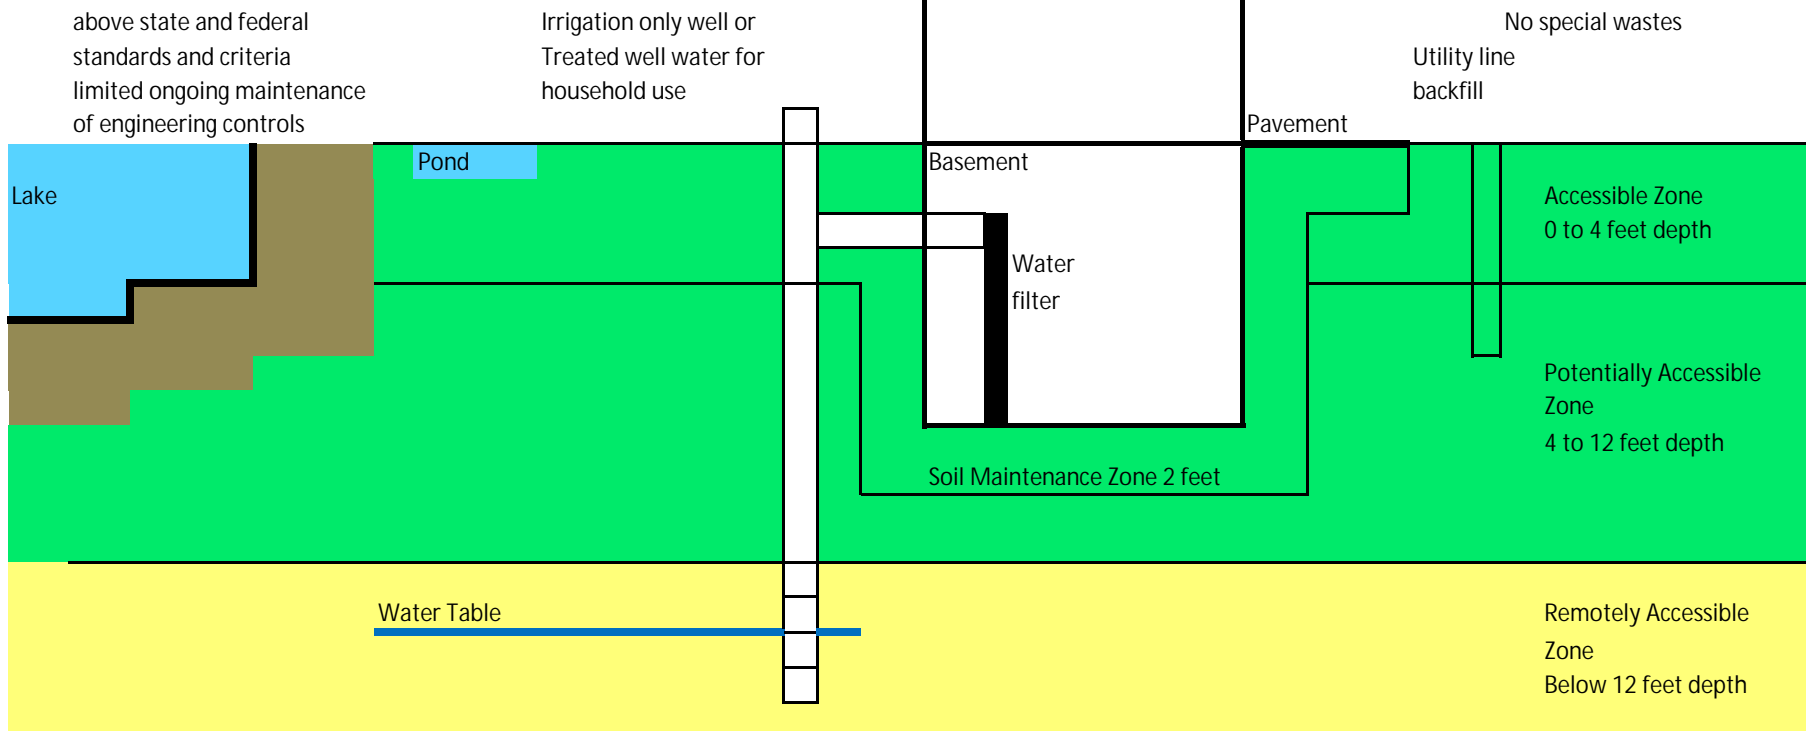 above state and federal
standards and criteria
limited ongoing maintenance
of engineering controls
Irrigation only well or
Treated well water for
household use
No special wastes
Utility line
backfill
Pavement
Pond
Basement
Lake
Accessible Zone
0 to 4 feet depth
Water
filter
Potentially Accessible
Zone
4 to 12 feet depth
Soil Maintenance Zone 2 feet
Water Table
Remotely Accessible
Zone
Below 12 feet depth